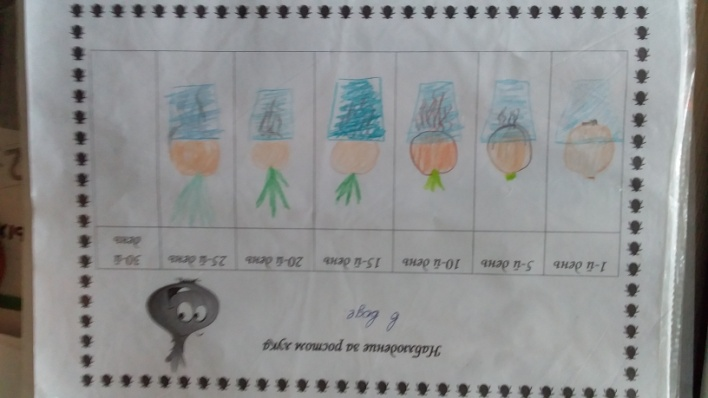 Наблюдение за ростом лука
в воде
1-й день
5-й день
10-й день
15-й день
20-й день
25-й день
30-й
день